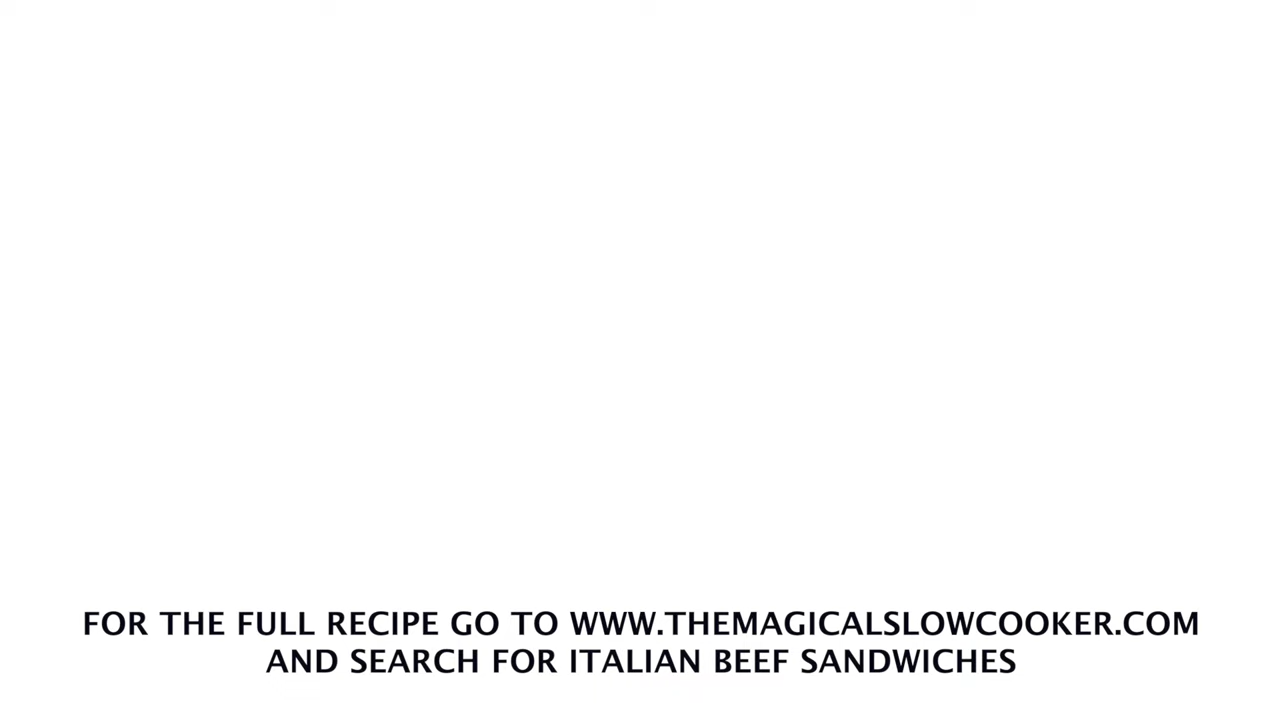 FOR THE FULL RECIPE GO TO WWW.THEMAGICALSLOWCOOKER.COM
AND SEARCH FOR ITALIAN BEEF SANDWICHES